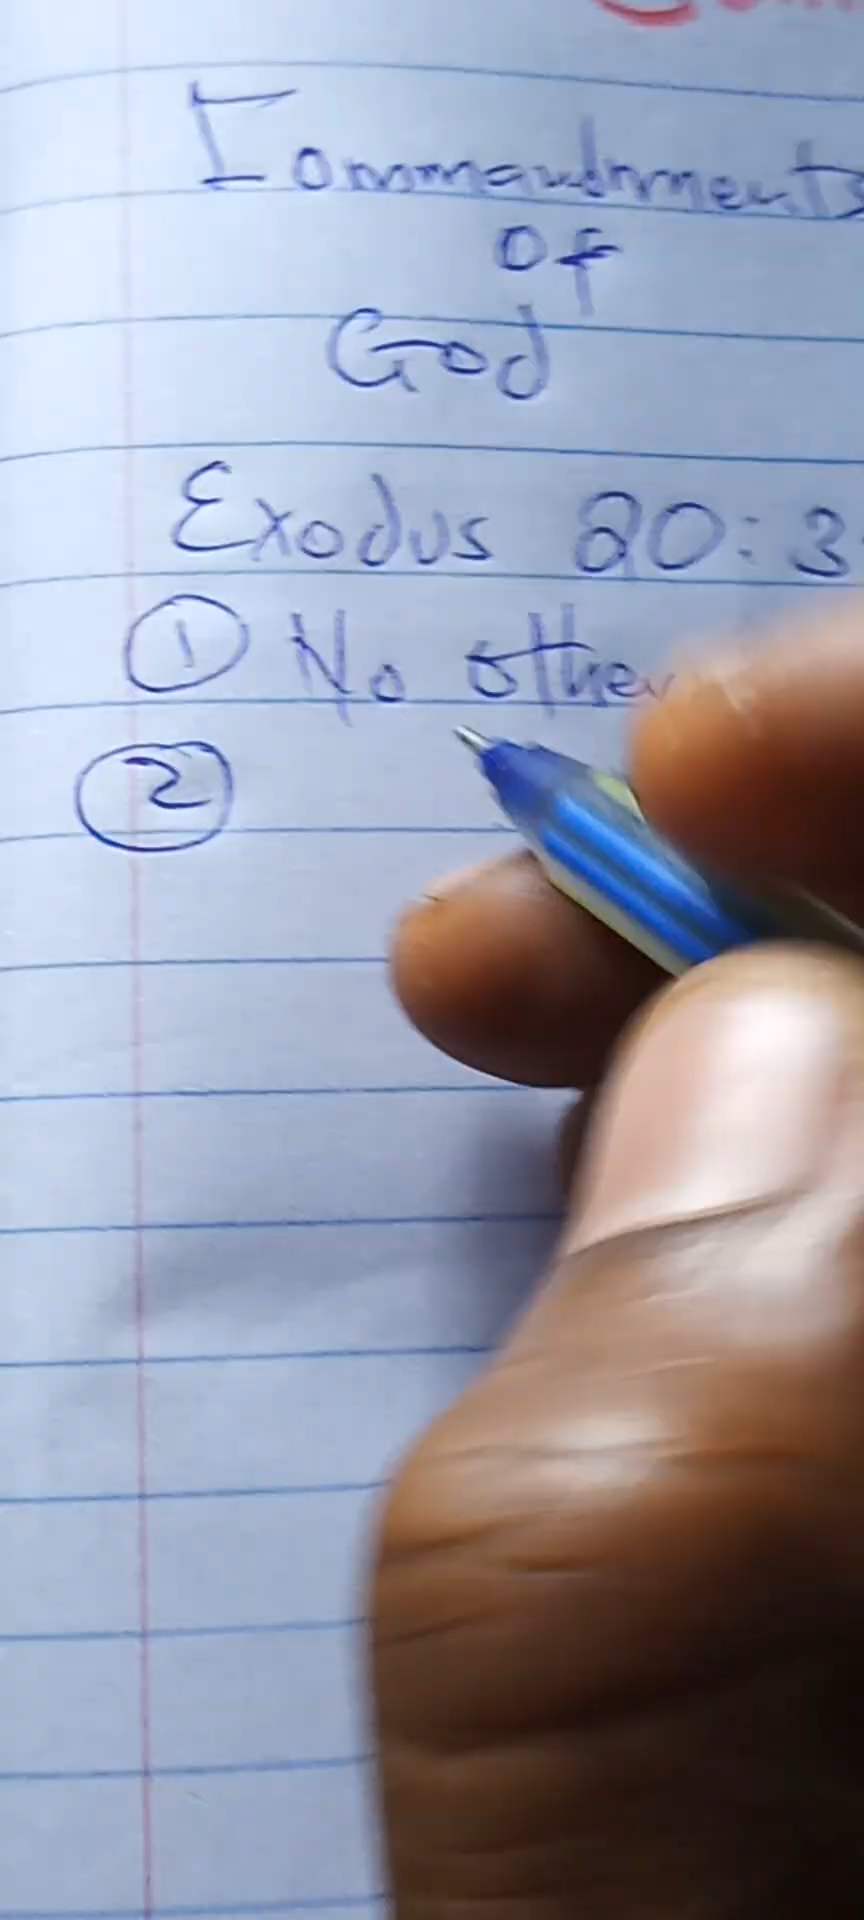 Commandments
Of
God
Exodus 20:3
① No other
②